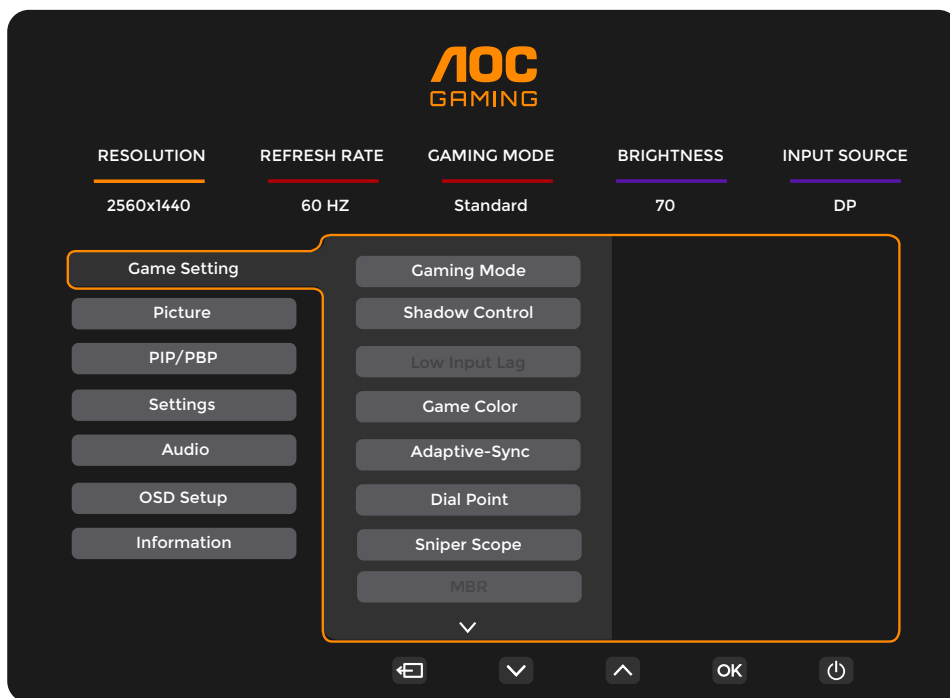 AOC
GAMING
RESOLUTION REFRESH RATE GAMING MODE BRIGHTNESS INPUT SOURCE
2560x1440 60 HZ Standard 70 DP
Game Setting
Picture
PIP/PBP
Settings
Audio
OSD Setup
Information
Gaming Mode
Shadow Control
Low Input Lag
Game Color
Adaptive-Sync
Dial Point
Sniper Scope
MBR
OK